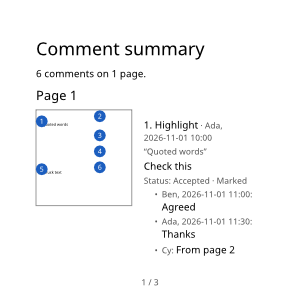 Comment summary
6 comments on 1 page.
Page 1
1
2
3
4
5
6
1. Highlight · Ada,
2026-11-01 10:00
“Quoted words”
Check this
Status: Accepted · Marked
• Ben, 2026-11-01 11:00:
Agreed
• Ada, 2026-11-01 11:30:
Thanks
• Cy: From page 2
1 / 3